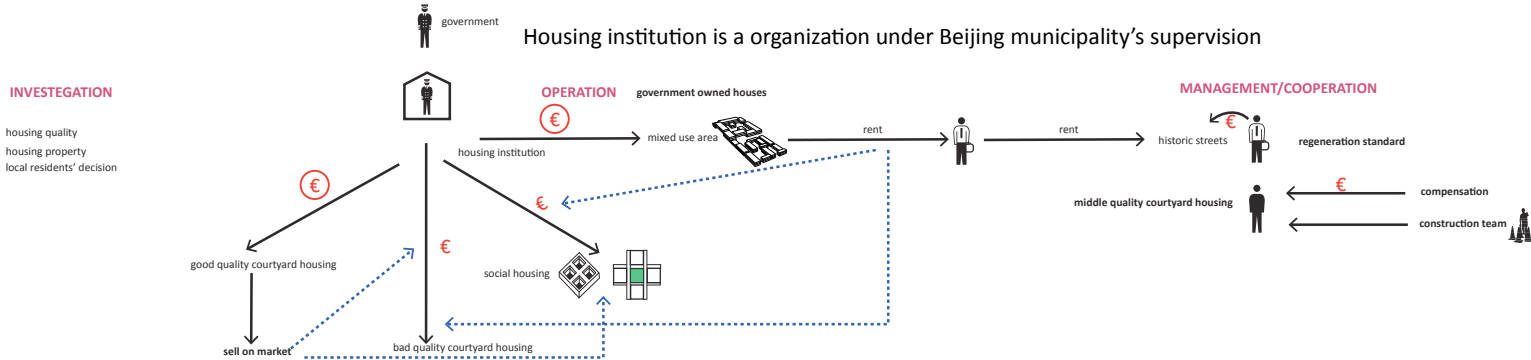 government
Housing institution is a organization under Beijing municipality's supervision
INVESTEGATION
OPERATION
government owned houses
MANAGEMENT/COOPERATION
€
€
housing quality
mixed use area
rent
rent
historic streets
regeneration standard
housing property
housing institution
local residents' decision
€
€
middle quality courtyard housing
€
compensation
construction team
€
good quality courtyard housing
social housing
sell on market
bad quality courtyard housing